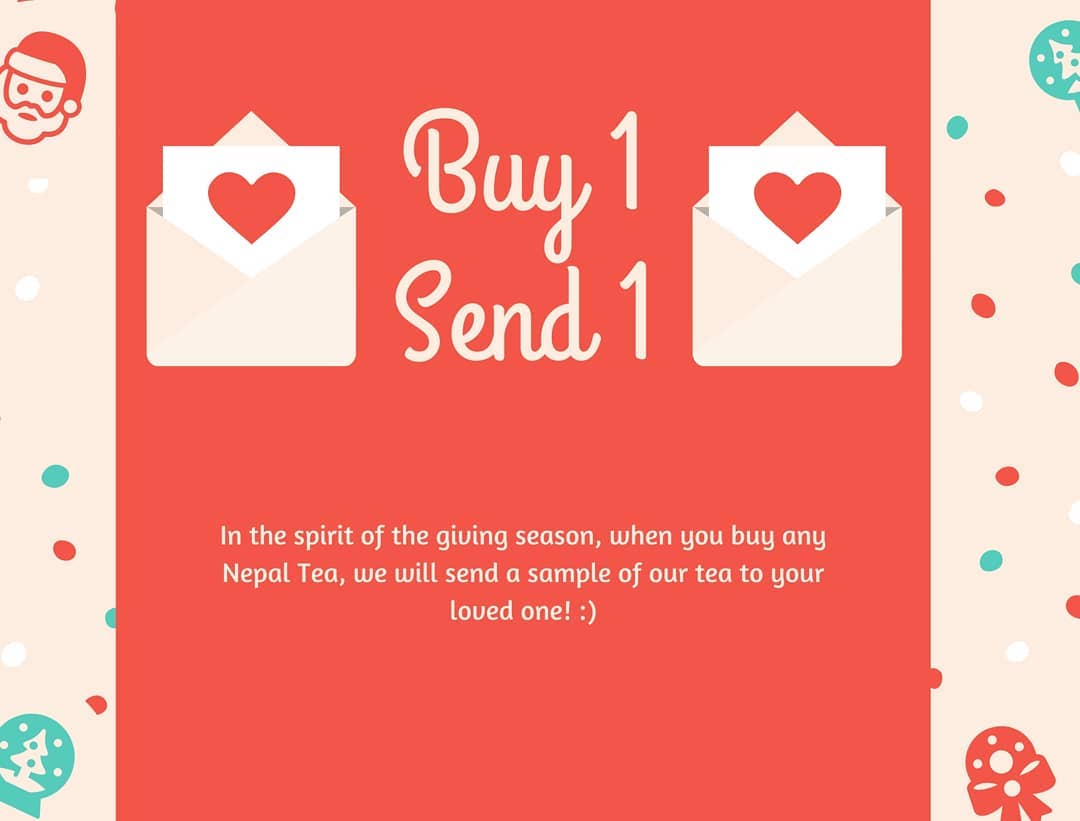 Buy 1
Send 1
In the spirit of the giving season, when you buy any
Nepal Tea, we will send a sample of our tea to your
loved one! :)